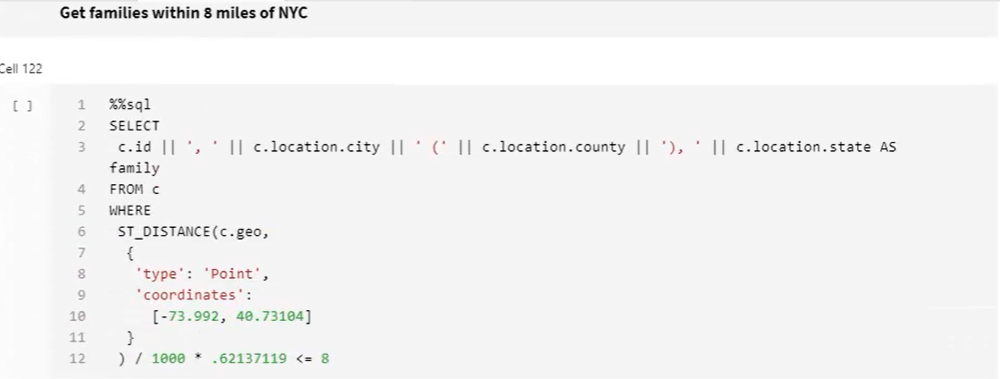 Get families within 8 miles of NYC
Cell 122
[ ]
1 %%sql
2 SELECT
3 c.id || ', ' || c.location.city || ' (' || c.location.county || '), ' || c.location.state AS
family
4 FROM c
5 WHERE
6 ST_DISTANCE(c.geo,
7 {
8 'type': 'Point',
9 'coordinates':
10 [-73.992, 40.73104]
11 }
12 ) / 1000 * .62137119 <= 8